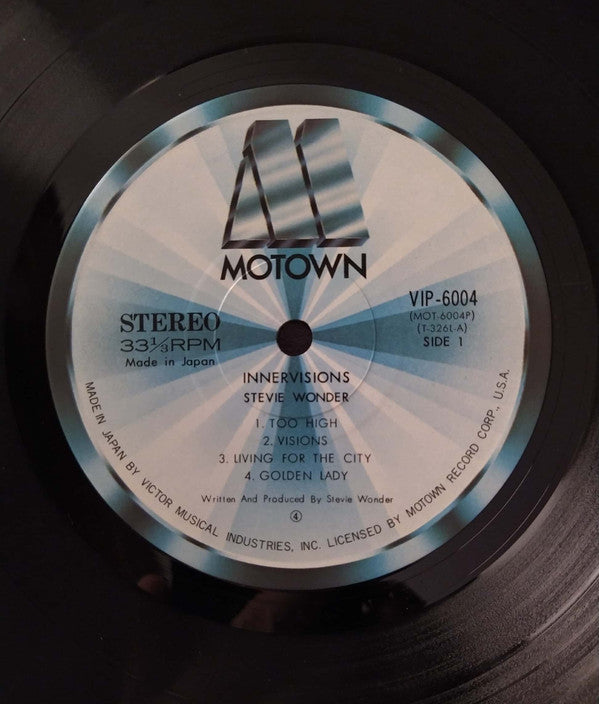 M
MOTOWN
STEREO
33⅓RPM
Made in Japan
VIP-6004
(MOT-6004P)
(T-326L-A)
SIDE 1
INNERVISIONS
STEVIE WONDER
1. TOO HIGH
2. VISIONS
3. LIVING FOR THE CITY
4. GOLDEN LADY
Written And Produced By Stevie Wonder
④
MADE IN JAPAN BY VICTOR MUSICAL INDUSTRIES, INC. LICENSED BY MOTOWN RECORD CORP., U.S.A.